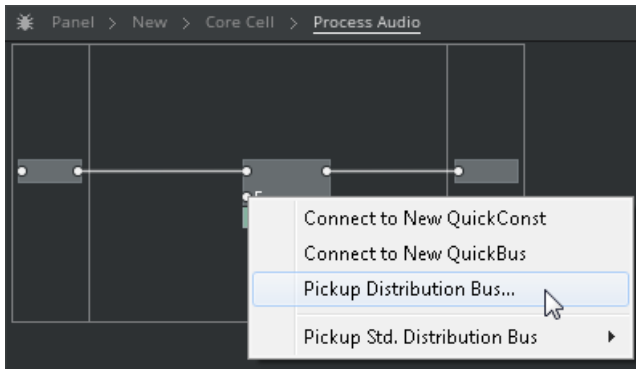 Panel > New > Core Cell > Process Audio
F
Connect to New QuickConst
Connect to New QuickBus
Pickup Distribution Bus...
Pickup Std. Distribution Bus